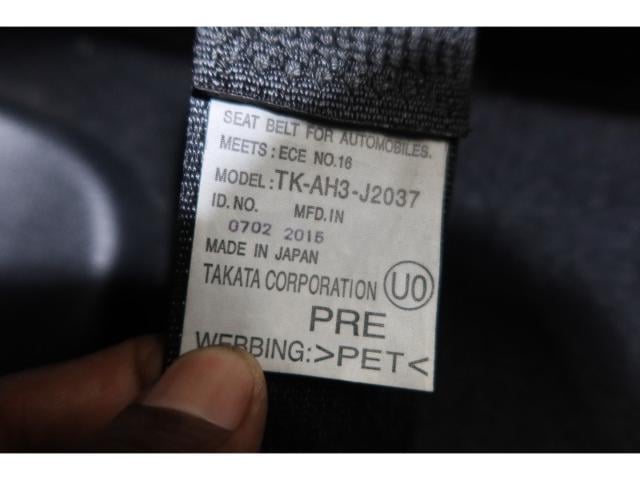 SEAT BELT FOR AUTOMOBILES.
MEETS : ECE NO.16
MODEL : TK-AH3-J2037
ID. NO. MFD. IN
0702 2015
MADE IN JAPAN
TAKATA CORPORATION U0
PRE
WEBBING: >PET<